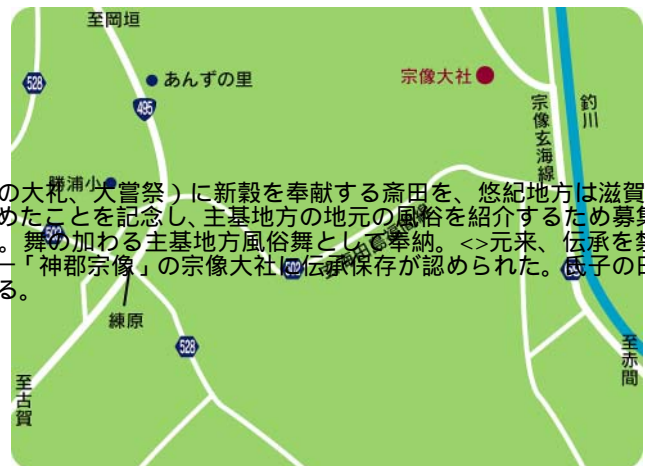 至岡垣
あんずの里
宗像大社
528
495
宗像玄海線
釣川
勝浦小
の大礼、大嘗祭）に新穀を奉献する斎田を、悠紀地方は滋賀
めたことを記念し、主基地方の地元の風俗を紹介するため募集
。舞の加わる主基地方風俗舞として奉納。<>元来、伝承を禁
「神郡宗像」の宗像大社に伝承保存が認められた。氏子の
る。
502
練原
528
至古賀
至赤間